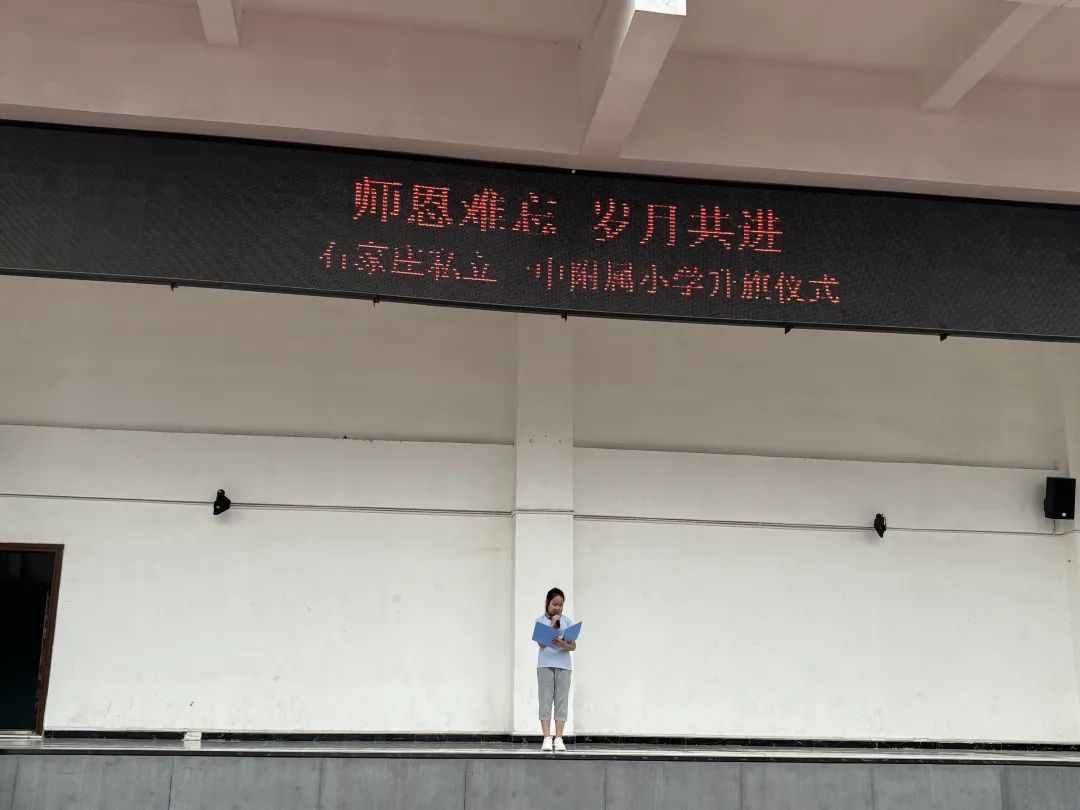 师恩难忘 岁月共进
石家庄私立一中附属小学升旗仪式